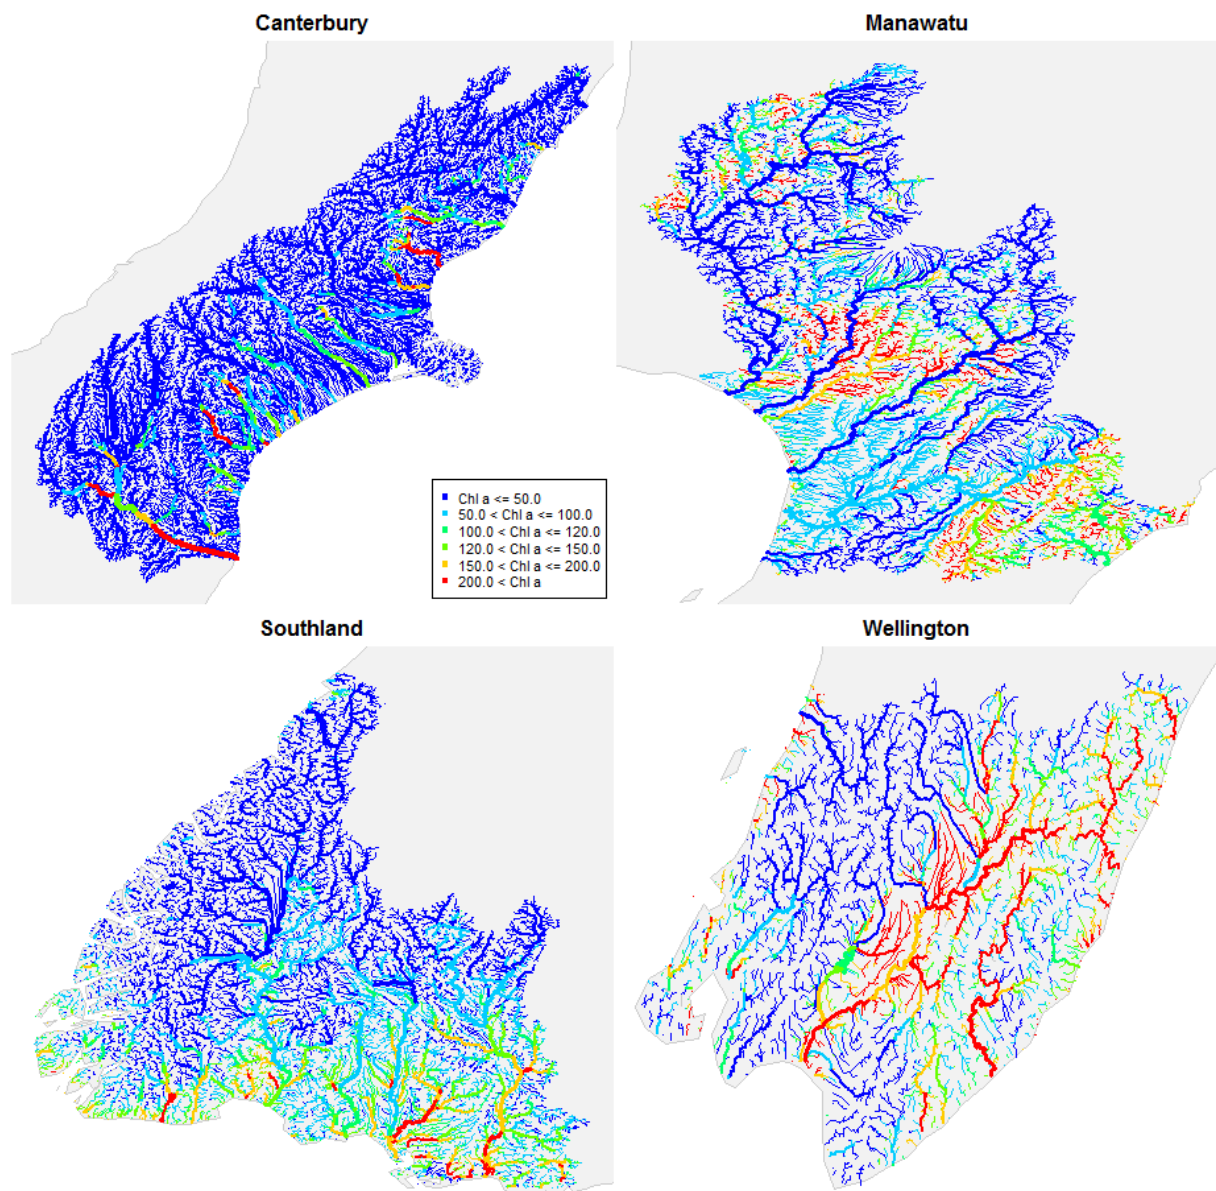 Canterbury
Manawatu
Chl a <= 50.0
50.0 < Chl a <= 100.0
100.0 < Chl a <= 120.0
120.0 < Chl a <= 150.0
150.0 < Chl a <= 200.0
200.0 < Chl a
Southland
Wellington